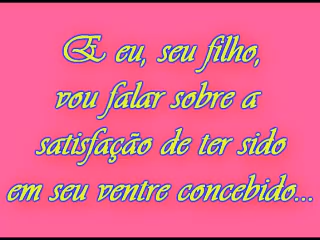 E eu, seu filho,
vou falar sobre a
satisfação de ter sido
em seu ventre concebido...